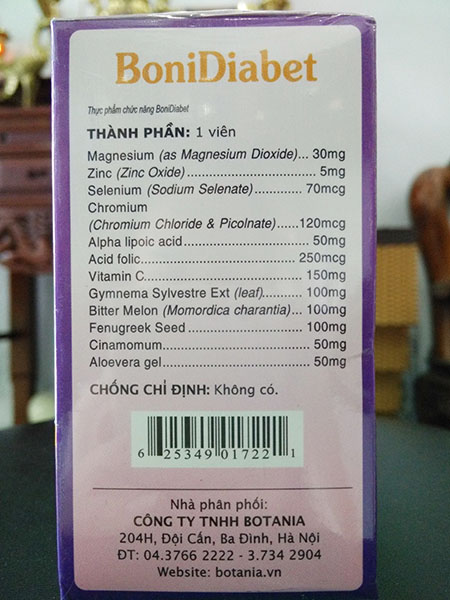 BoniDiabet
Thực phẩm chức năng BoniDiabet
THÀNH PHẦN: 1 viên
Magnesium (as Magnesium Dioxide)... 30mg
Zinc (Zinc Oxide)................................ 5mg
Selenium (Sodium Selenate)............70mcg
Chromium
(Chromium Chloride & Picolnate)......120mcg
Alpha lipoic acid.............................. 50mg
Acid folic........................................250mcg
Vitamin C........................................150mg
Gymnema Sylvestre Ext (leaf)..........100mg
Bitter Melon (Momordica charantia)..100mg
Fenugreek Seed..............................100mg
Cinamomum.................................... 50mg
Aloevera gel.................................... 50mg
CHỐNG CHỈ ĐỊNH: Không có.
6 25349 01722 1
Nhà phân phối:
CÔNG TY TNHH BOTANIA
204H, Đội Cấn, Ba Đình, Hà Nội
ĐT: 04.3766 2222 - 3.734 2904
Website: botania.vn